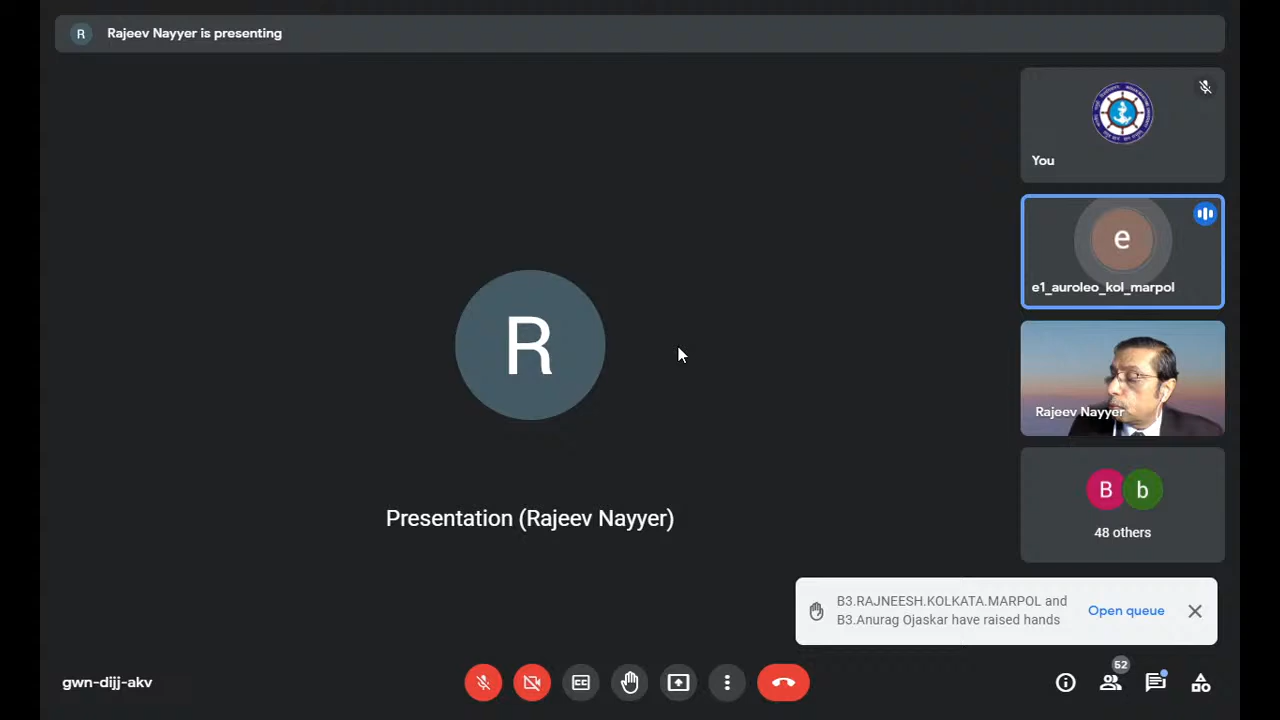 R
Rajeev Nayyer is presenting
You
e
e1_auroleo_kol_marpol
R
Rajeev Nayyer
B b
48 others
Presentation (Rajeev Nayyer)
B3.RAJNEESH.KOLKATA.MARPOL and
B3.Anurag Ojaskar have raised hands
Open queue
gwn-dijj-akv
CC
52